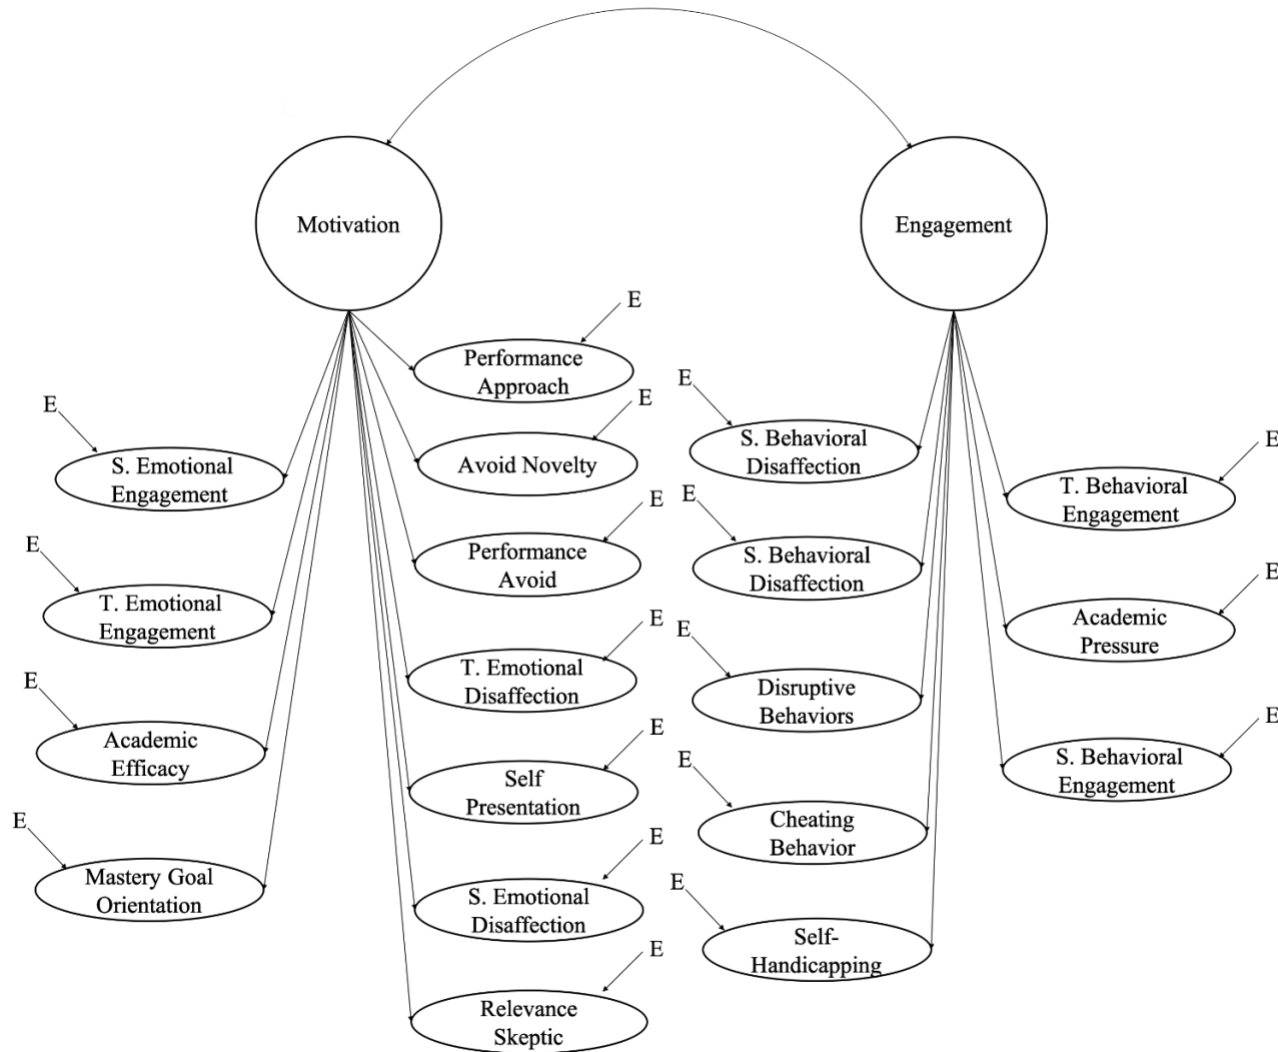 Motivation
Engagement
E
Performance
Approach
E
Avoid Novelty
E
Performance
Avoid
E
T. Emotional
Disaffection
E
Self
Presentation
E
S. Emotional
Disaffection
E
Relevance
Skeptic
E
S. Emotional
Engagement
E
T. Emotional
Engagement
E
Academic
Efficacy
E
Mastery Goal
Orientation
E
S. Behavioral
Disaffection
E
S. Behavioral
Disaffection
E
Disruptive
Behaviors
E
Cheating
Behavior
E
Self-
Handicapping
E
T. Behavioral
Engagement
E
Academic
Pressure
E
S. Behavioral
Engagement